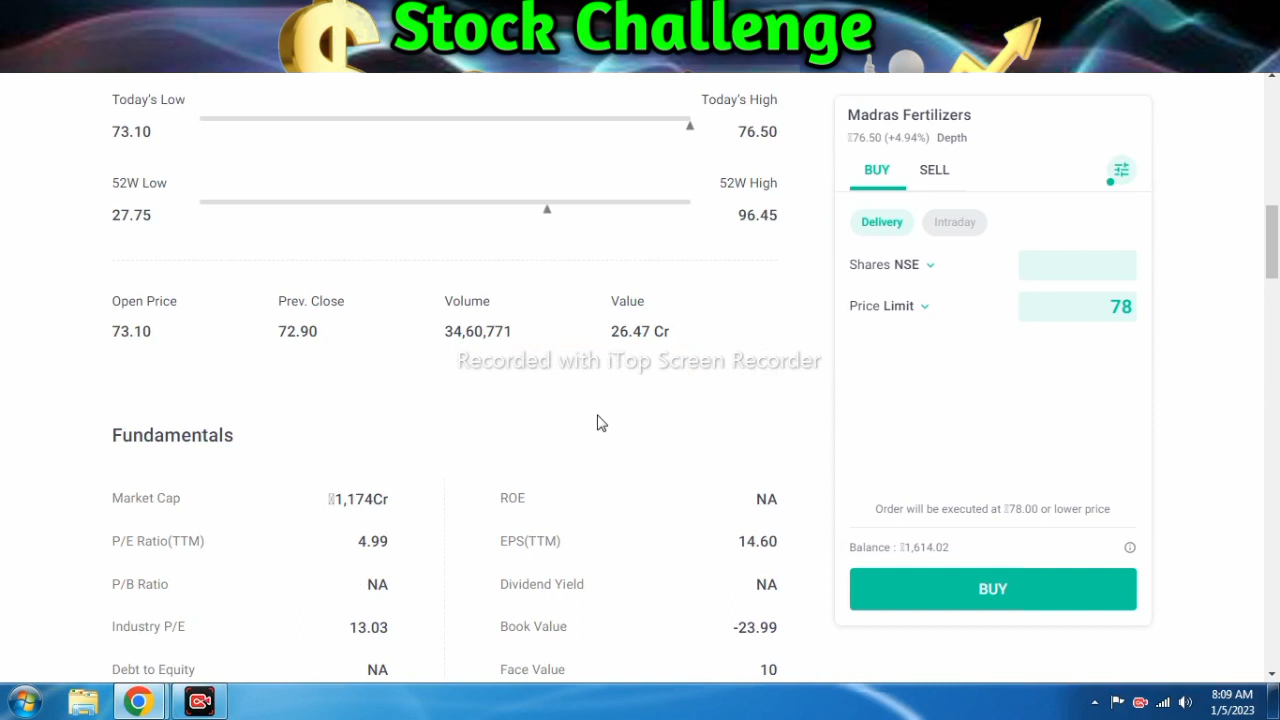 Stock Challenge
Today's Low
Today's High
73.10
76.50
52W Low
52W High
27.75
96.45
Open Price
Prev. Close
Volume
Value
73.10
72.90
34,60,771
26.47 Cr
Recorded with iTop Screen Recorder
Fundamentals
Market Cap
1,174Cr
ROE
NA
P/E Ratio(TTM)
4.99
EPS(TTM)
14.60
P/B Ratio
NA
Dividend Yield
NA
Industry P/E
13.03
Book Value
-23.99
Debt to Equity
NA
Face Value
10
Madras Fertilizers
76.50 (+4.94%) Depth
BUY
SELL
Delivery
Intraday
Shares NSE
Price Limit
78
Order will be executed at 78.00 or lower price
Balance : 1,614.02
BUY
8:09 AM
1/5/2023